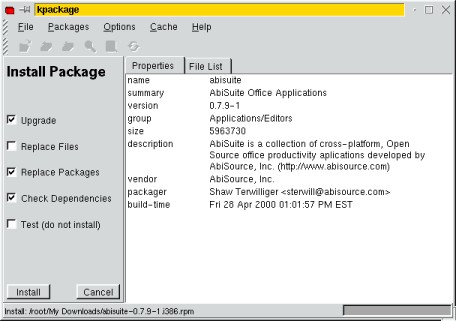 kpackage
File Packages Options Cache Help
Install Package
Upgrade
Replace Files
Replace Packages
Check Dependencies
Test (do not install)
Install Cancel
Properties File List
name abisuite
summary AbiSuite Office Applications
version 0.7.9-1
group Applications/Editors
size 5963730
description AbiSuite is a collection of cross-platform, Open
Source office productivity aplications developed by
AbiSource, Inc. (http://www.abisource.com)
vendor AbiSource, Inc.
packager Shaw Terwilliger <sterwill@abisource.com>
build-time Fri 28 Apr 2000 01:01:57 PM EST
Install: /root/My Downloads/abisuite-0.7.9-1.i386.rpm